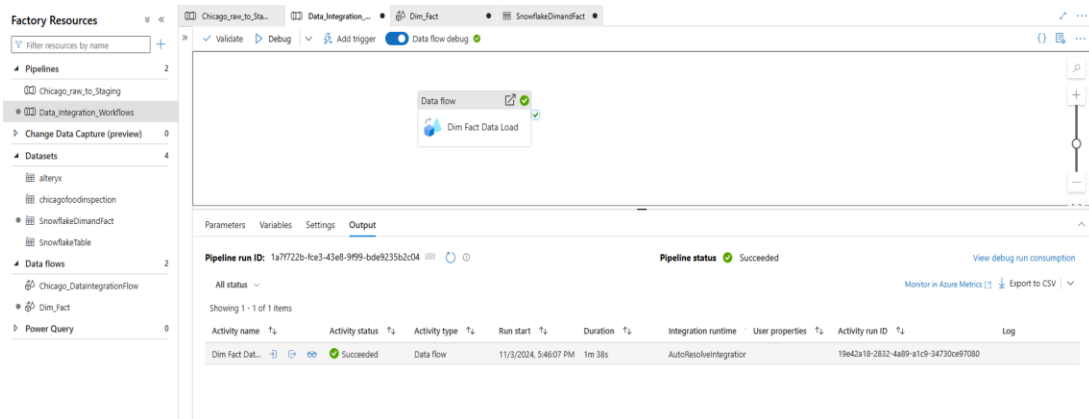 Factory Resources
Filter resources by name
Pipelines 2
Chicago_raw_to_Staging
Data_Integration_Workflows
Change Data Capture (preview) 0
Datasets 4
alteryx
chicagofoodinspection
SnowflakeDimandFact
SnowflakeTable
Data flows 2
Chicago_DataIntegrationFlow
Dim_Fact
Power Query 0
Chicago_raw_to_Sta... Data_Integration_... Dim_Fact SnowflakeDimandFact
Validate Debug Add trigger Data flow debug
Data flow
Dim Fact Data Load
Parameters Variables Settings Output
Pipeline run ID: 1a7f722b-fce3-43e8-9f99-bde9235b2c04 Pipeline status Succeeded View debug run consumption
All status Monitor in Azure Metrics Export to CSV
Showing 1 - 1 of 1 items
Activity name Activity status Activity type Run start Duration Integration runtime User properties Activity run ID Log
Dim Fact Dat... Succeeded Data flow 11/3/2024, 5:46:07 PM 1m 38s AutoResolveIntegration 19e42a18-2832-4a89-a1c9-34730ce97080